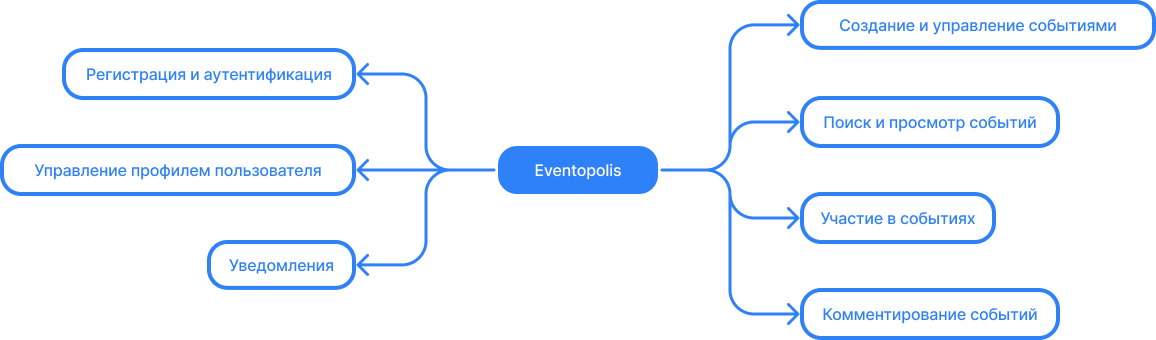 Регистрация и аутентификация
Управление профилем пользователя
Уведомления
Eventopolis
Создание и управление событиями
Поиск и просмотр событий
Участие в событиях
Комментирование событий